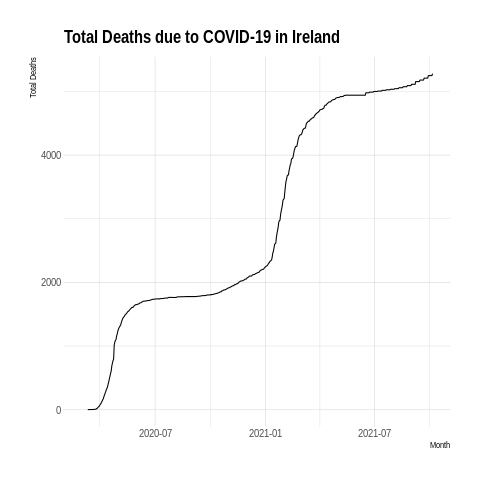 Total Deaths due to COVID-19 in Ireland
Total Deaths
4000
2000
0
2020-07
2021-01
2021-07
Month